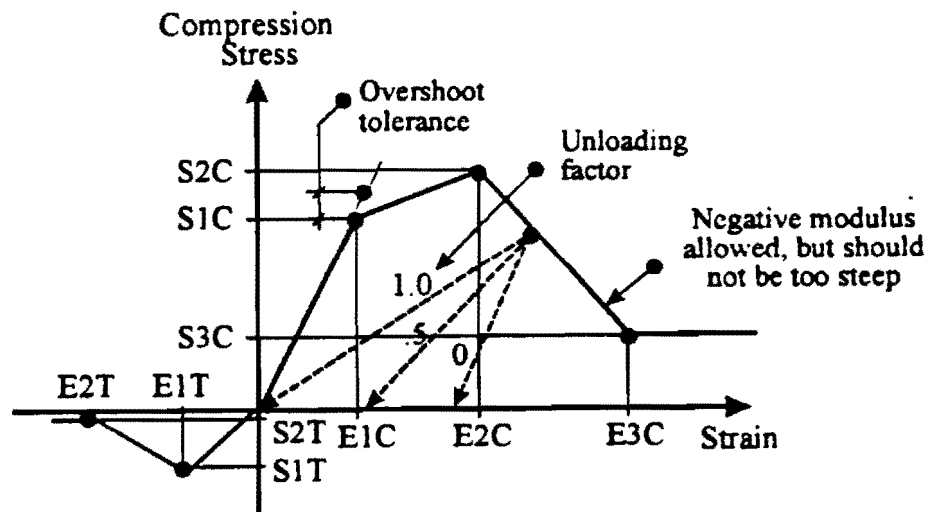 Compression
Stress
Overshoot
tolerance
Unloading
factor
S2C
S1C
Negative modulus
allowed, but should
not be too steep
1.0
.5
S3C
0
E2T
E1T
S2T
E1C
E2C
E3C
Strain
S1T